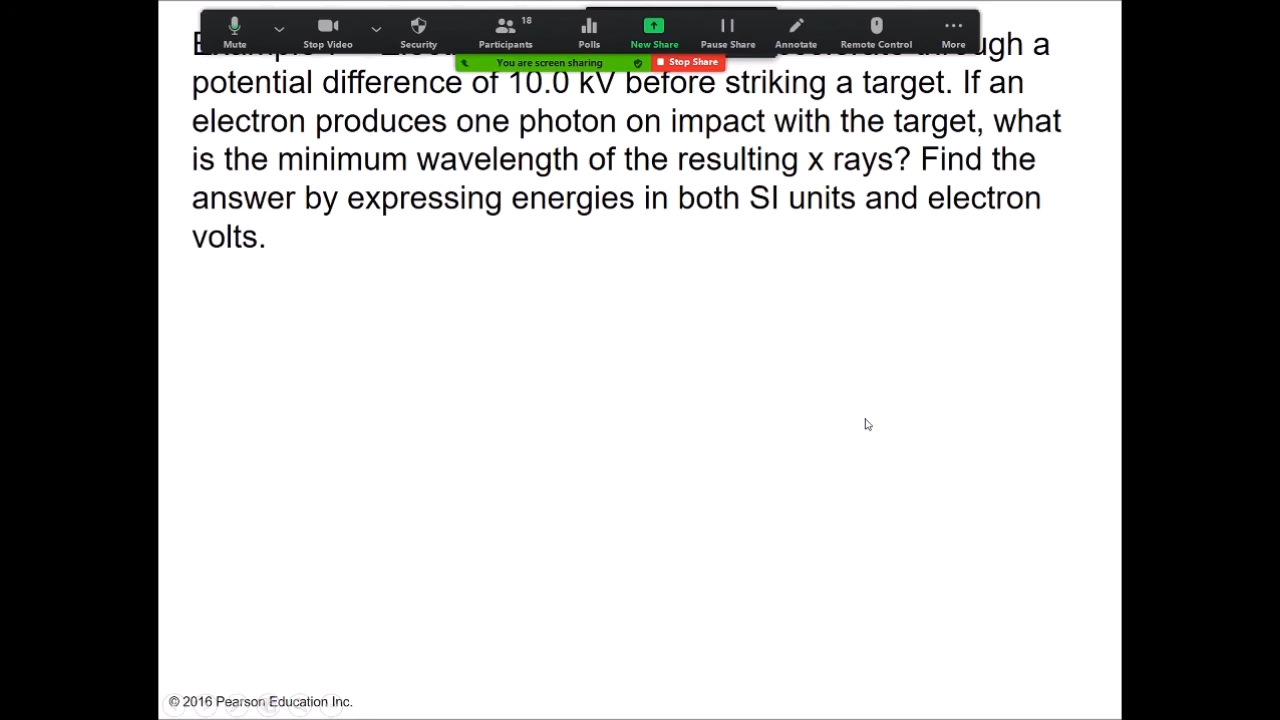 18
Mute Stop Video Security Participants Polls New Share Pause Share Annotate Remote Control More
You are screen sharing Stop Share
through a
potential difference of 10.0 kV before striking a target. If an
electron produces one photon on impact with the target, what
is the minimum wavelength of the resulting x rays? Find the
answer by expressing energies in both SI units and electron
volts.
© 2016 Pearson Education Inc.